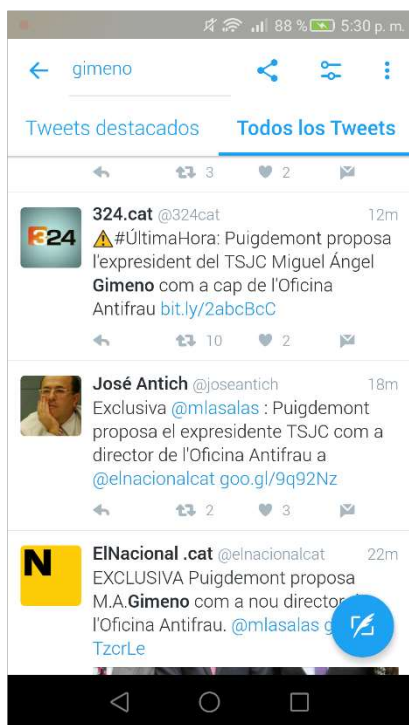 88 % 5:30 p. m.
gimeno
Tweets destacados Todos los Tweets
3 2
324.cat @324cat 12m
324
⚠#ÚltimaHora: Puigdemont proposa
l'expresident del TSJC Miguel Ángel
Gimeno com a cap de l'Oficina
Antifrau bit.ly/2abcBcC
10 2
José Antich @joseantich 18m
Exclusiva @mlasalas : Puigdemont
proposa el expresidente TSJC com a
director de l'Oficina Antifrau a
@elnacionalcat goo.gl/9q92Nz
2 3
N
ElNacional .cat @elnacionalcat 22m
EXCLUSIVA Puigdemont proposa
M.A.Gimeno com a nou director
l'Oficina Antifrau. @mlasalas g
TzcrLe